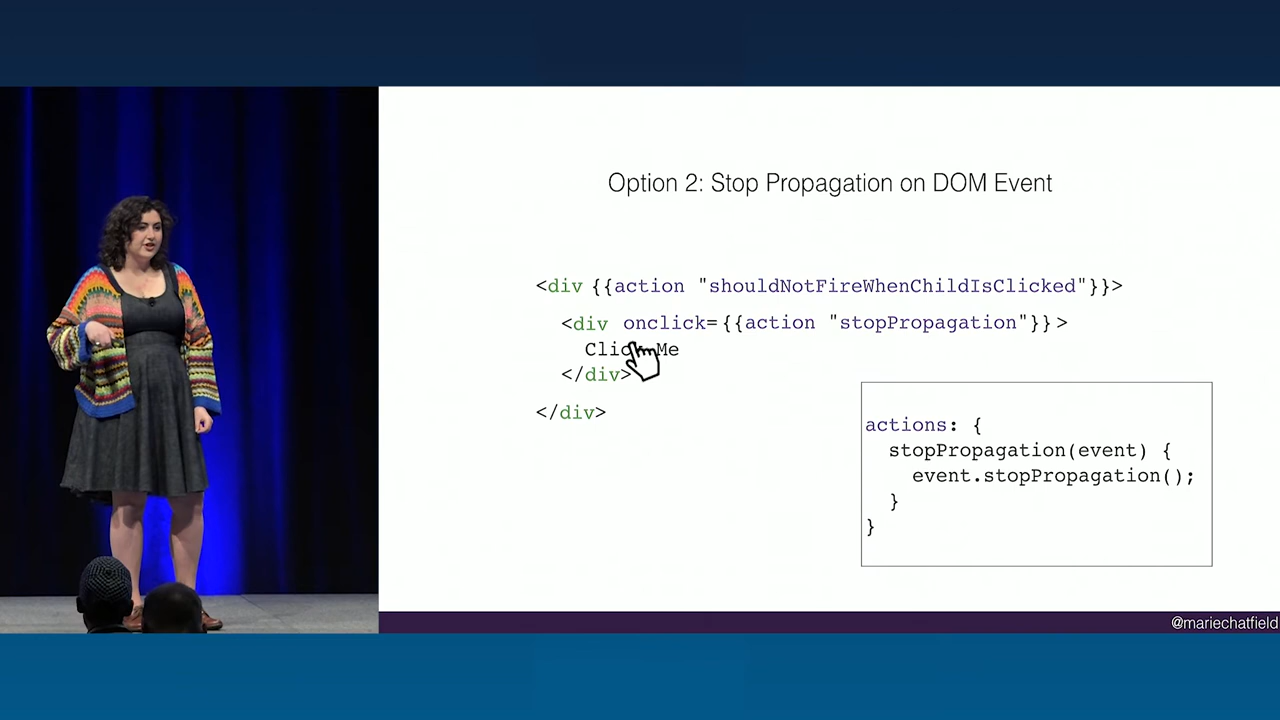 Option 2: Stop Propagation on DOM Event
<div {{action "shouldNotFireWhenChildIsClicked"}}>
<div onclick={{action "stopPropagation"}}>
Click Me
</div>
</div>
actions: {
stopPropagation(event) {
event.stopPropagation();
}
}
@mariechatfield